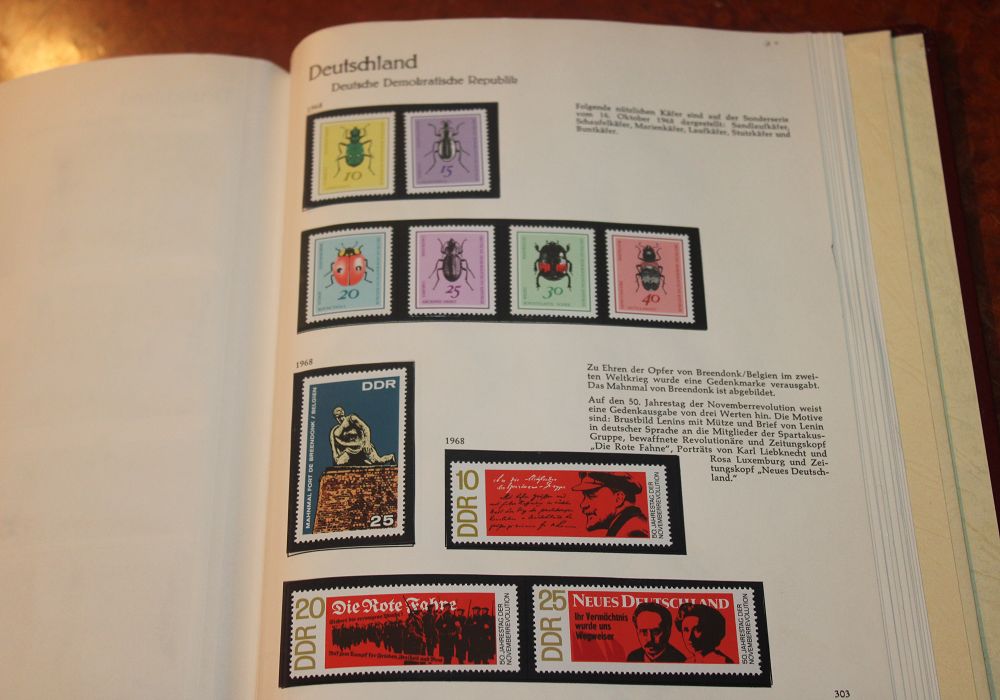 Deutschland
Deutsche Demokratische Republik
1968
Folgende nützlichen Käfer sind auf der Sonderserie
vom 16. Oktober 1968 dargestellt: Sandlaufkäfer,
Schaufelkäfer, Marienkäfer, Laufkäfer, Stutzkäfer und
Buntkäfer.
10
15
20
25
30
40
1968
Zu Ehren der Opfer von Breendonk/Belgien im zwei-
ten Weltkrieg wurde eine Gedenkmarke verausgabt.
Das Mahnmal von Breendonk ist abgebildet.
Auf den 50. Jahrestag der Novemberrevolution weist
eine Gedenkausgabe von drei Werten hin. Die Motive
sind: Brustbild Lenins mit Mütze und Brief von Lenin
in deutscher Sprache an die Mitglieder der Spartakus-
Gruppe, bewaffnete Revolutionäre und Zeitungskopf
„Die Rote Fahne", Porträts von Karl Liebknecht und
Rosa Luxemburg und Zei-
tungskopf „Neues Deutsch-
land."
DDR
MAHNMAL FORT DE BREENDONK / BELGIEN
25
1968
DDR 10
50. JAHRESTAG DER
NOVEMBERREVOLUTION
DDR 20
Die Rote Fahne
50. JAHRESTAG DER
NOVEMBERREVOLUTION
DDR 25
NEUES DEUTSCHLAND
Ihr Vermächtnis
wurde uns
Wegweiser
50. JAHRESTAG DER
NOVEMBERREVOLUTION
303